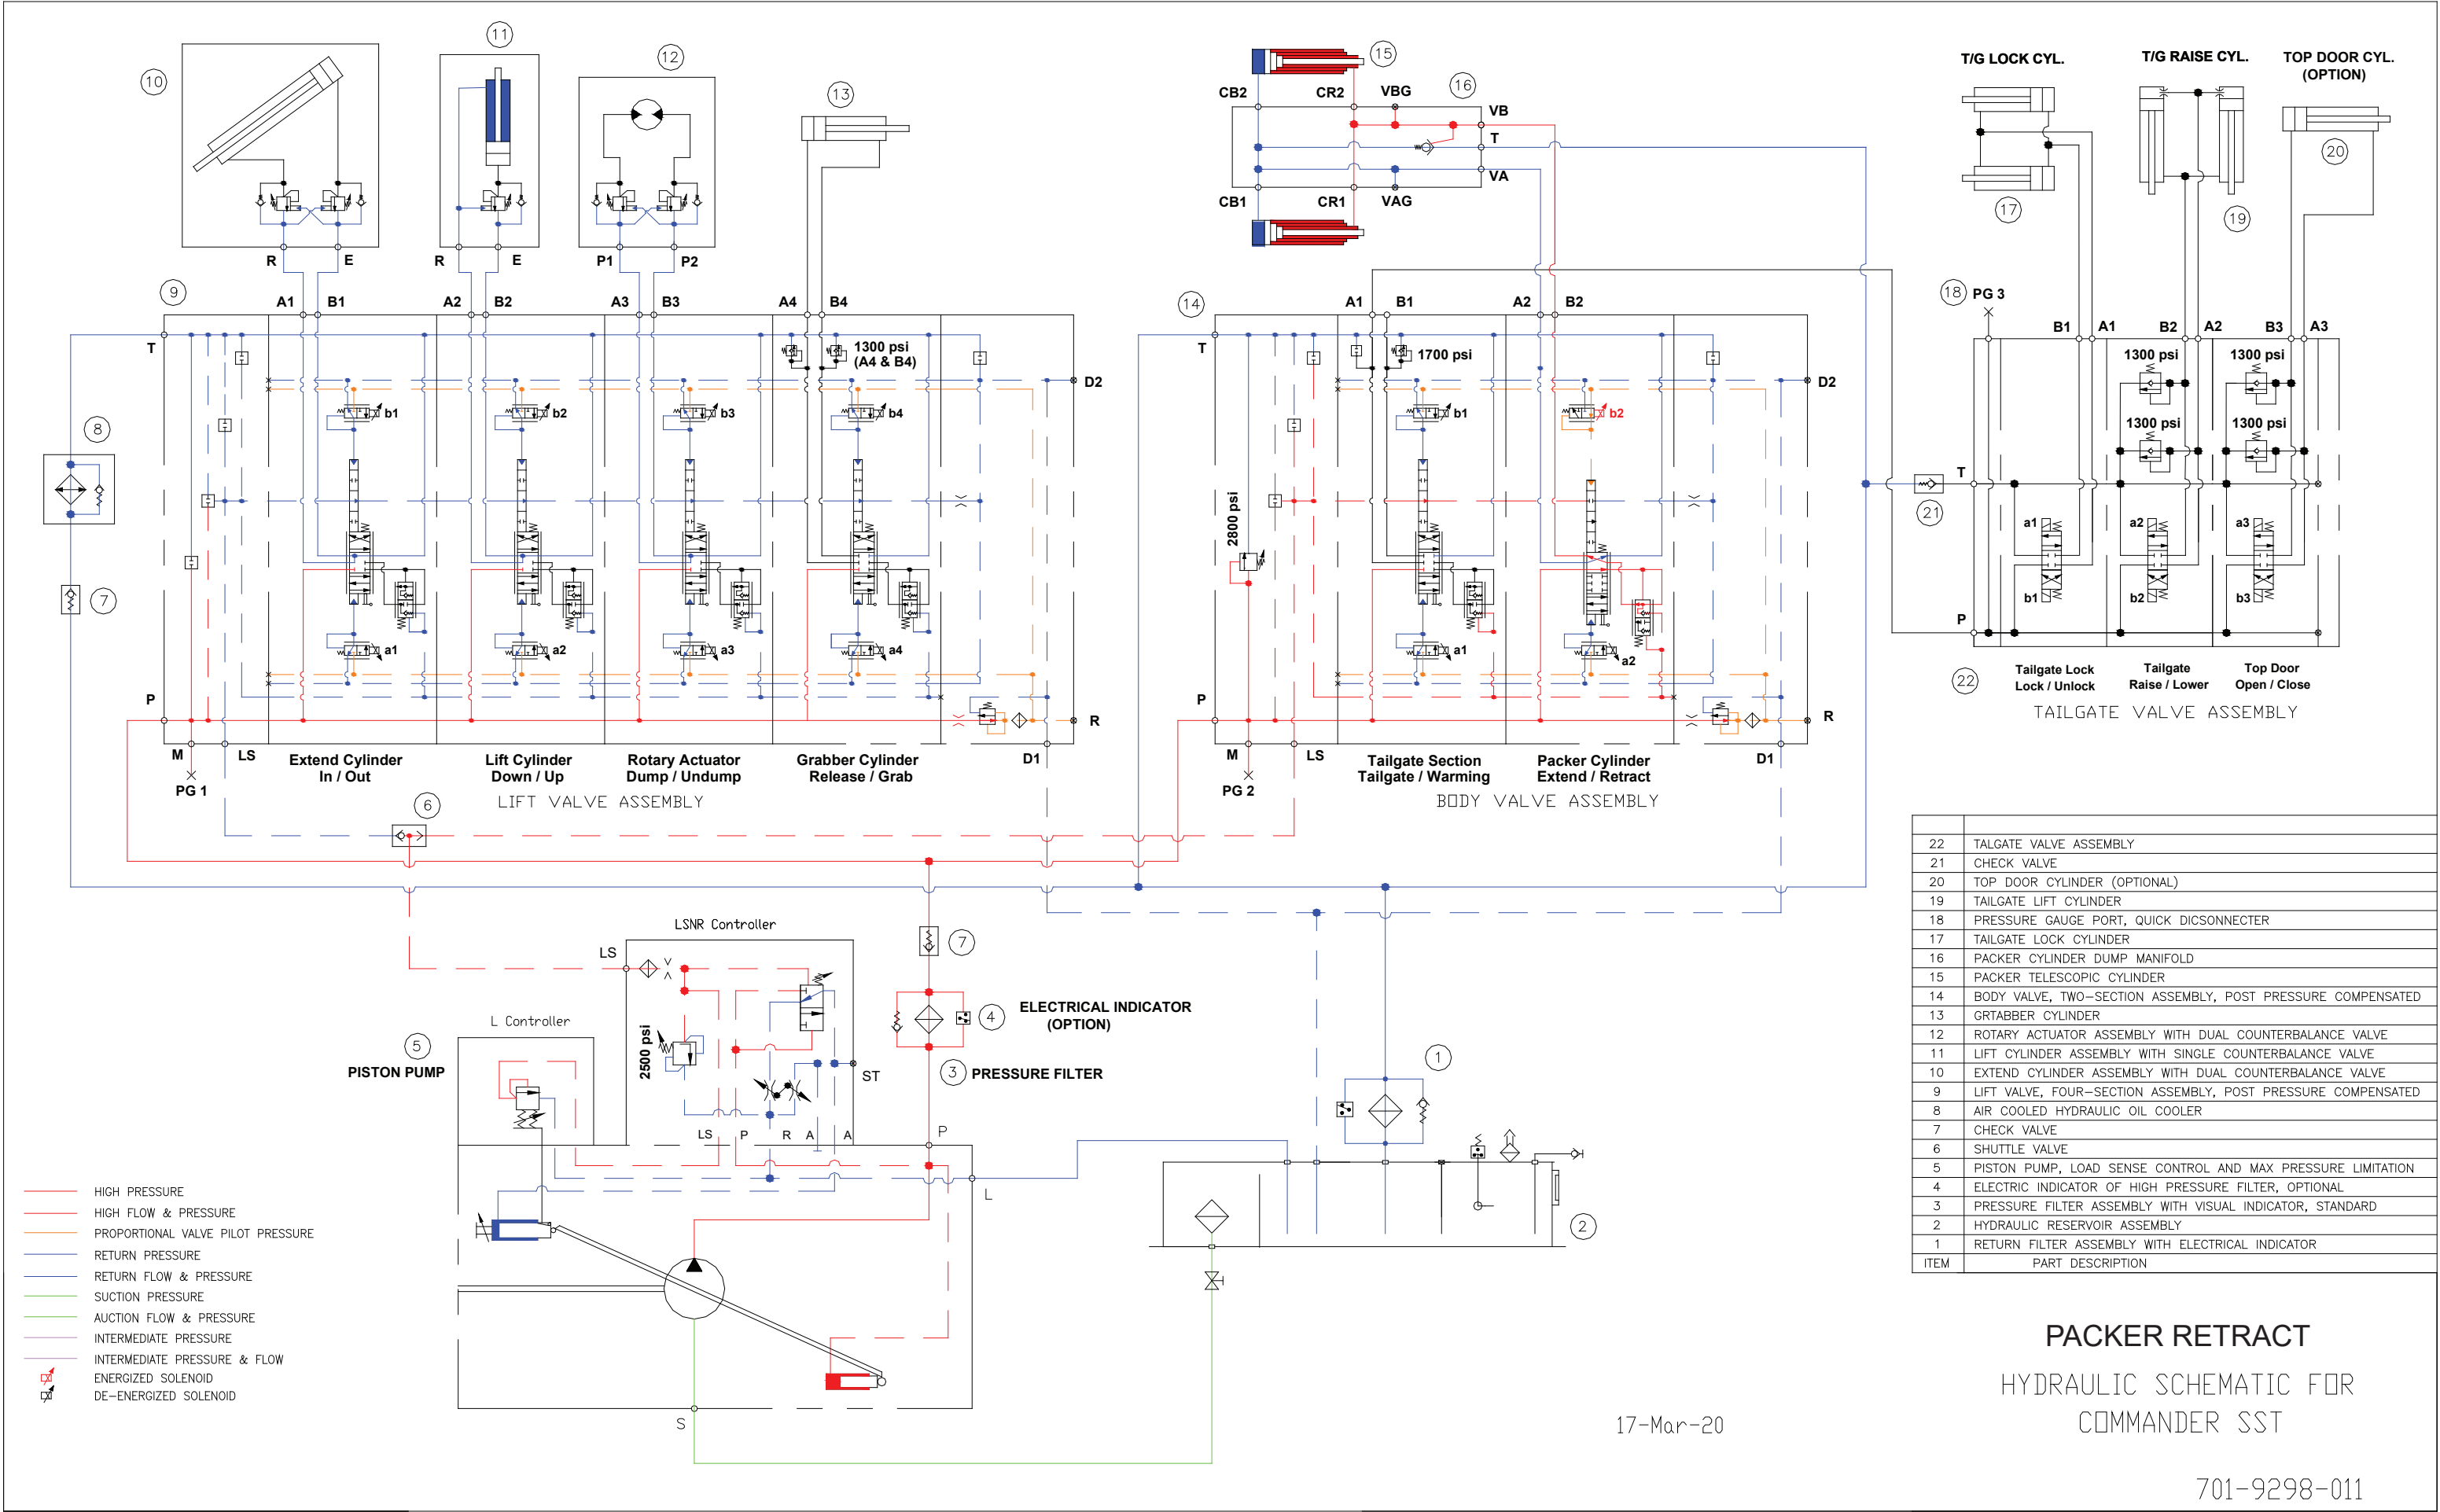 10
11
12
13
15
16
CB2
CR2
VBG
VB
T
VA
CB1
CR1
VAG
T/G LOCK CYL.
T/G RAISE CYL.
TOP DOOR CYL.
(OPTION)
17
19
20
R
E
R
E
P1
P2
9
A1
B1
A2
B2
A3
B3
A4
B4
T
1300 psi
(A4 & B4)
D2
b1
b2
b3
b4
8
7
a1
a2
a3
a4
P
R
M
LS
D1
PG 1
Extend Cylinder
In / Out
Lift Cylinder
Down / Up
Rotary Actuator
Dump / Undump
Grabber Cylinder
Release / Grab
LIFT VALVE ASSEMBLY
14
A1
B1
A2
B2
T
1700 psi
D2
b1
b2
2800 psi
a1
a2
P
R
M
LS
D1
PG 2
Tailgate Section
Tailgate / Warming
Packer Cylinder
Extend / Retract
BODY VALVE ASSEMBLY
18
PG 3
B1
A1
B2
A2
B3
A3
1300 psi
1300 psi
1300 psi
1300 psi
T
21
a1
a2
a3
b1
b2
b3
P
22
Tailgate Lock
Lock / Unlock
Tailgate
Raise / Lower
Top Door
Open / Close
TAILGATE VALVE ASSEMBLY
6
LSNR Controller
LS
7
L Controller
5
PISTON PUMP
2500 psi
4
ELECTRICAL INDICATOR
(OPTION)
3
PRESSURE FILTER
ST
LS
P
R
A
A
P
L
S
1
2
HIGH PRESSURE
HIGH FLOW & PRESSURE
PROPORTIONAL VALVE PILOT PRESSURE
RETURN PRESSURE
RETURN FLOW & PRESSURE
SUCTION PRESSURE
AUCTION FLOW & PRESSURE
INTERMEDIATE PRESSURE
INTERMEDIATE PRESSURE & FLOW
ENERGIZED SOLENOID
DE-ENERGIZED SOLENOID
22 TALGATE VALVE ASSEMBLY
21 CHECK VALVE
20 TOP DOOR CYLINDER (OPTIONAL)
19 TAILGATE LIFT CYLINDER
18 PRESSURE GAUGE PORT, QUICK DICSONNECTER
17 TAILGATE LOCK CYLINDER
16 PACKER CYLINDER DUMP MANIFOLD
15 PACKER TELESCOPIC CYLINDER
14 BODY VALVE, TWO-SECTION ASSEMBLY, POST PRESSURE COMPENSATED
13 GRTABBER CYLINDER
12 ROTARY ACTUATOR ASSEMBLY WITH DUAL COUNTERBALANCE VALVE
11 LIFT CYLINDER ASSEMBLY WITH SINGLE COUNTERBALANCE VALVE
10 EXTEND CYLINDER ASSEMBLY WITH DUAL COUNTERBALANCE VALVE
9 LIFT VALVE, FOUR-SECTION ASSEMBLY, POST PRESSURE COMPENSATED
8 AIR COOLED HYDRAULIC OIL COOLER
7 CHECK VALVE
6 SHUTTLE VALVE
5 PISTON PUMP, LOAD SENSE CONTROL AND MAX PRESSURE LIMITATION
4 ELECTRIC INDICATOR OF HIGH PRESSURE FILTER, OPTIONAL
3 PRESSURE FILTER ASSEMBLY WITH VISUAL INDICATOR, STANDARD
2 HYDRAULIC RESERVOIR ASSEMBLY
1 RETURN FILTER ASSEMBLY WITH ELECTRICAL INDICATOR
ITEM PART DESCRIPTION
PACKER RETRACT
HYDRAULIC SCHEMATIC FOR
COMMANDER SST
17-Mar-20
701-9298-011